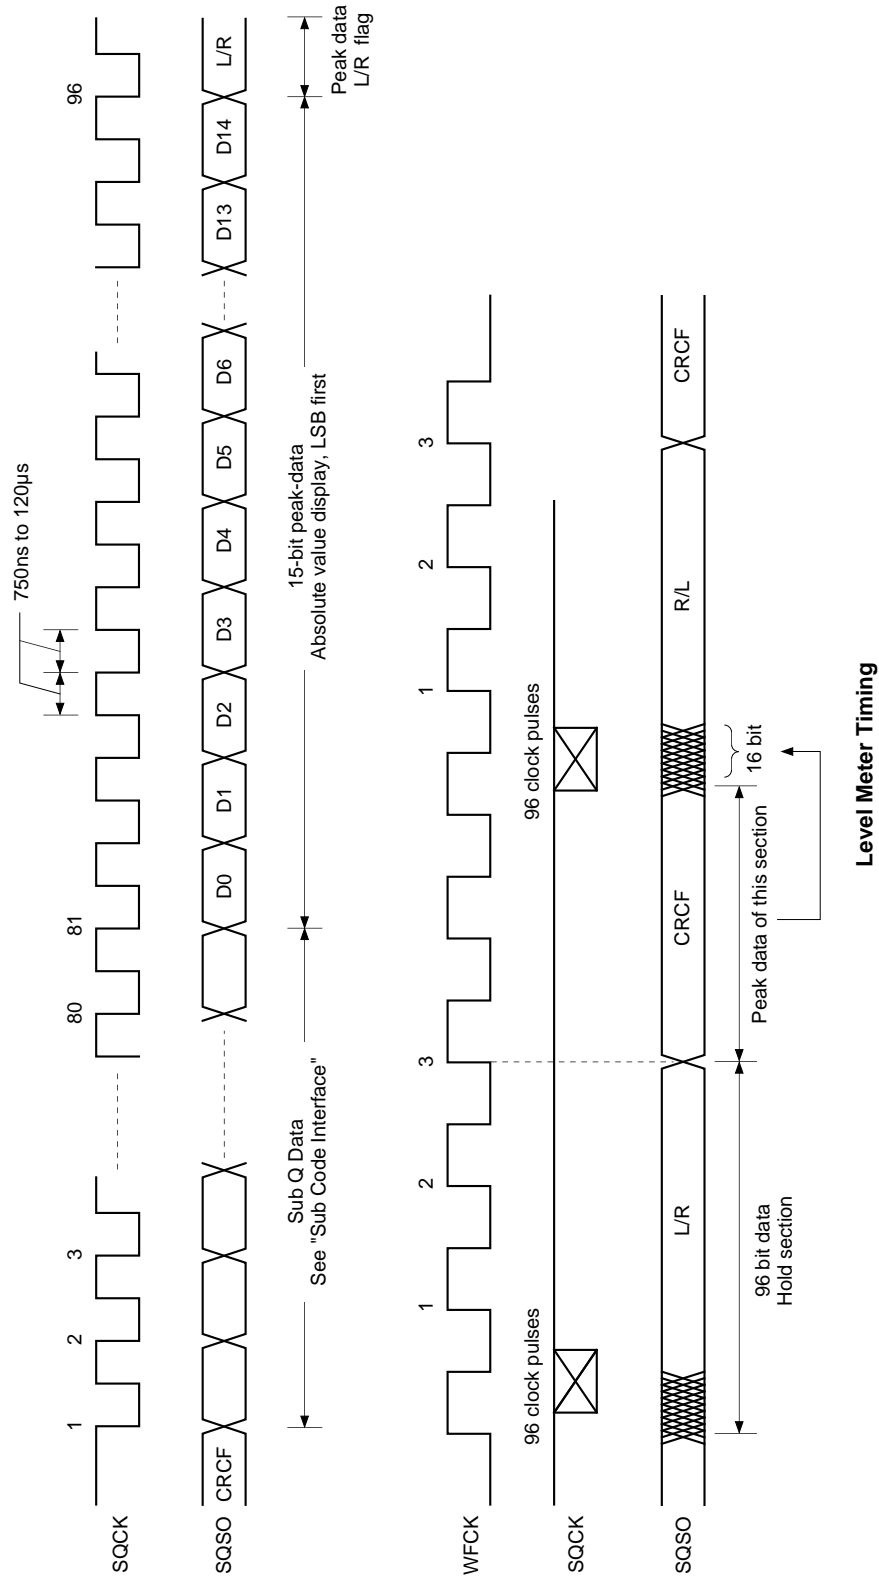 750ns to 120µs
1 2 3 80 81 96
SQCK
SQSO CRCF D0 D1 D2 D3 D4 D5 D6 D13 D14 L/R
Sub Q Data
See "Sub Code Interface"
15-bit peak-data
Absolute value display, LSB first
Peak data
L/R flag
1 2 3 1 2 3
WFCK
96 clock pulses 96 clock pulses
SQCK
SQSO L/R CRCF R/L CRCF
96 bit data
Hold section
Peak data of this section
16 bit
Level Meter Timing